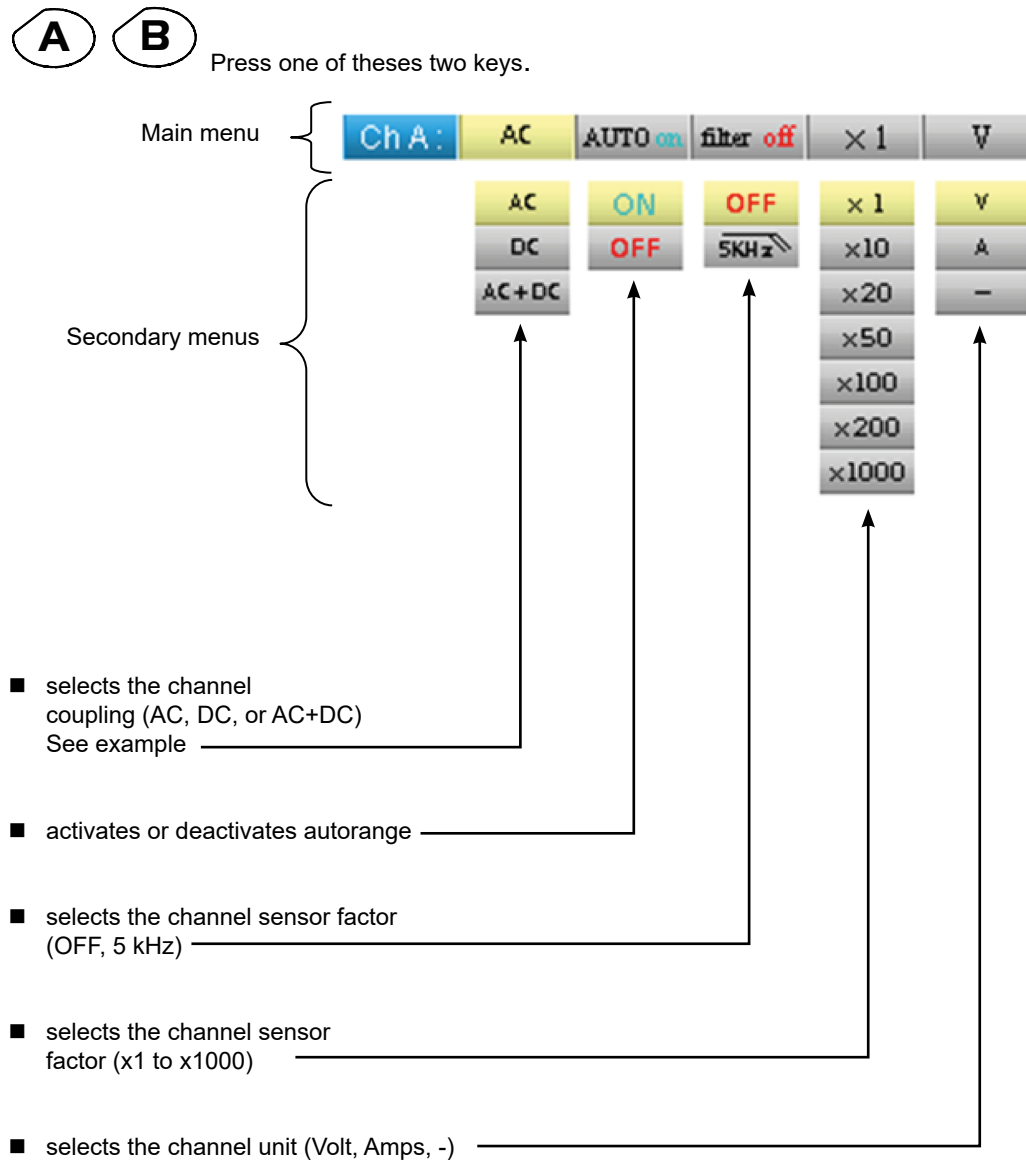 A B
Press one of theses two keys.
Main menu
Ch A : AC AUTO on filter off × 1 V
Secondary menus
AC ON OFF × 1 V
DC OFF 5KHz ×10 A
AC+DC ×20 –
×50
×100
×200
×1000
■ selects the channel
coupling (AC, DC, or AC+DC)
See example
■ activates or deactivates autorange
■ selects the channel sensor factor
(OFF, 5 kHz)
■ selects the channel sensor
factor (x1 to x1000)
■ selects the channel unit (Volt, Amps, -)